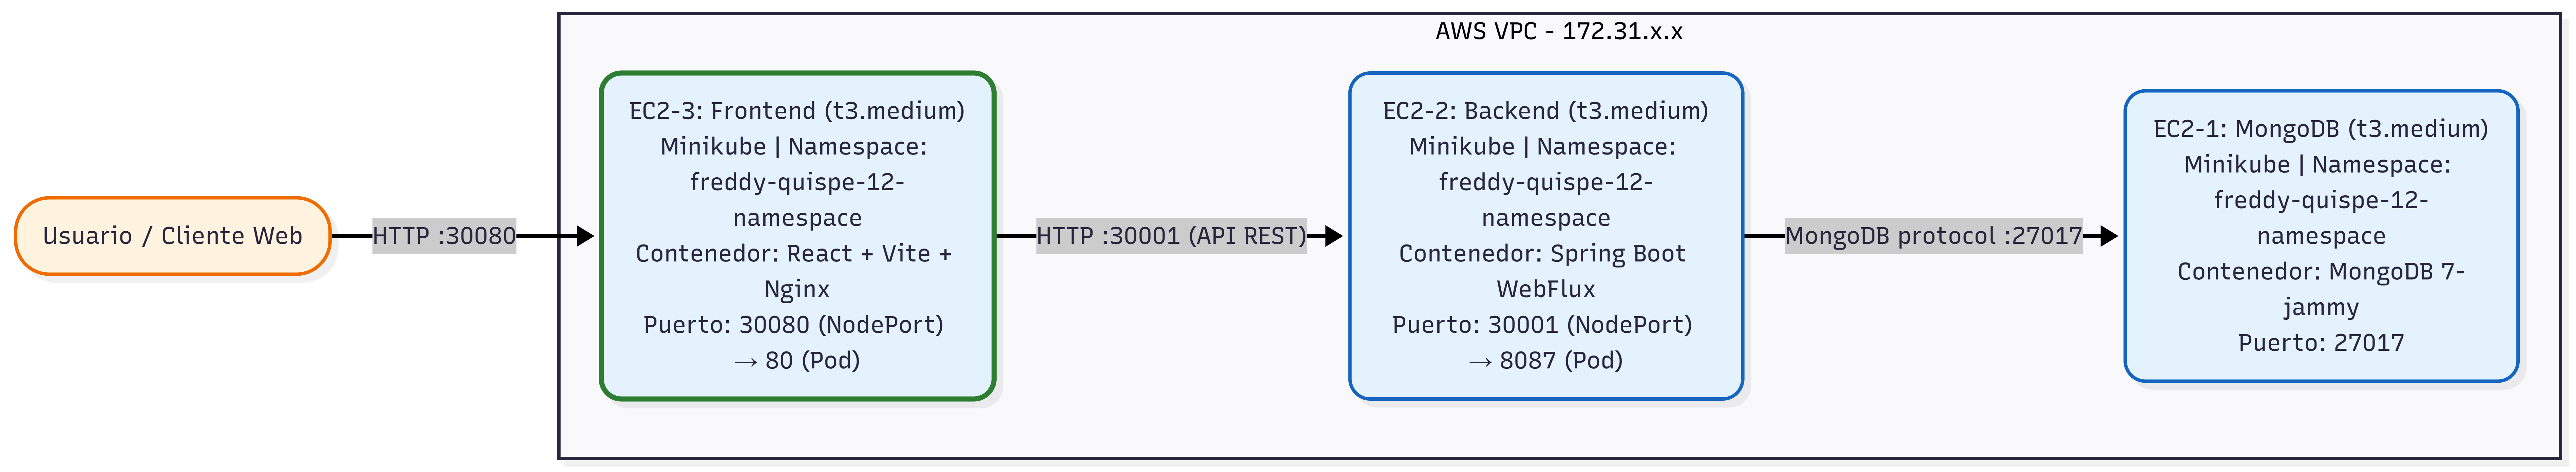 AWS VPC - 172.31.x.x
Usuario / Cliente Web
HTTP :30080
EC2-3: Frontend (t3.medium)
Minikube | Namespace:
freddy-quispe-12-
namespace
Contenedor: React + Vite +
Nginx
Puerto: 30080 (NodePort)
→ 80 (Pod)
HTTP :30001 (API REST)
EC2-2: Backend (t3.medium)
Minikube | Namespace:
freddy-quispe-12-
namespace
Contenedor: Spring Boot
WebFlux
Puerto: 30001 (NodePort)
→ 8087 (Pod)
MongoDB protocol :27017
EC2-1: MongoDB (t3.medium)
Minikube | Namespace:
freddy-quispe-12-
namespace
Contenedor: MongoDB 7-
jammy
Puerto: 27017